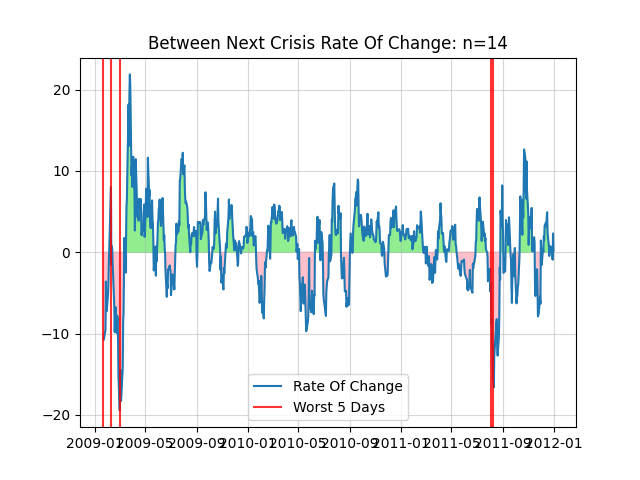 Between Next Crisis Rate Of Change: n=14
20
10
0
−10
−20
Rate Of Change
Worst 5 Days
2009-01 2009-05 2009-09 2010-01 2010-05 2010-09 2011-01 2011-05 2011-09 2012-01